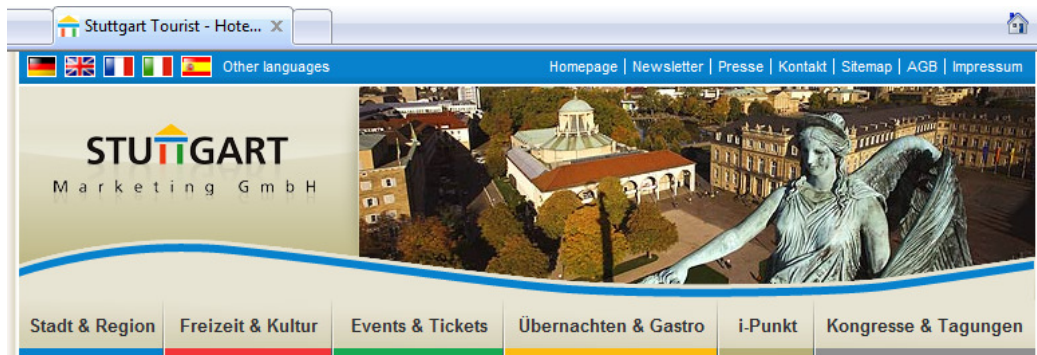 Stuttgart Tourist - Hote...
Other languages
Homepage | Newsletter | Presse | Kontakt | Sitemap | AGB | Impressum
STUTTGART
Marketing GmbH
Stadt & Region
Freizeit & Kultur
Events & Tickets
Übernachten & Gastro
i-Punkt
Kongresse & Tagungen